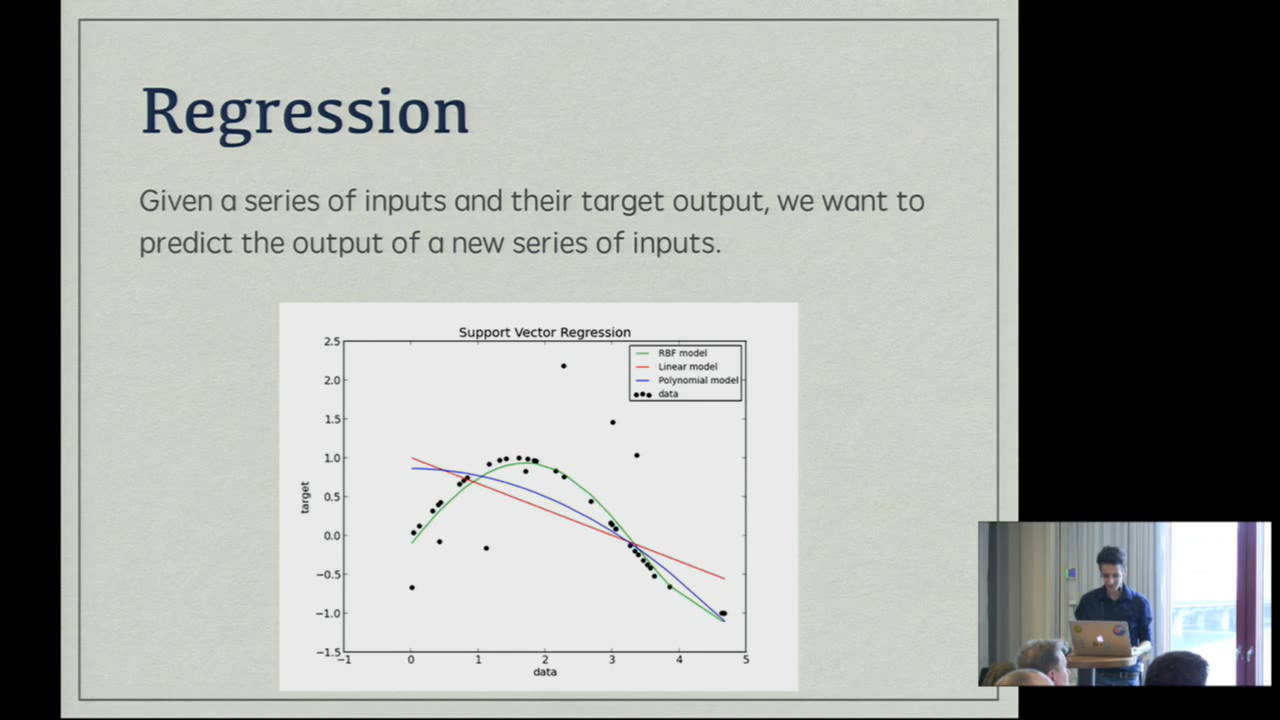 Regression
Given a series of inputs and their target output, we want to
predict the output of a new series of inputs.
Support Vector Regression
2.5
2.0
1.5
1.0
0.5
0.0
−0.5
−1.0
−1.5
target
RBF model
Linear model
Polynomial model
data
−1
0
1
2
3
4
5
data